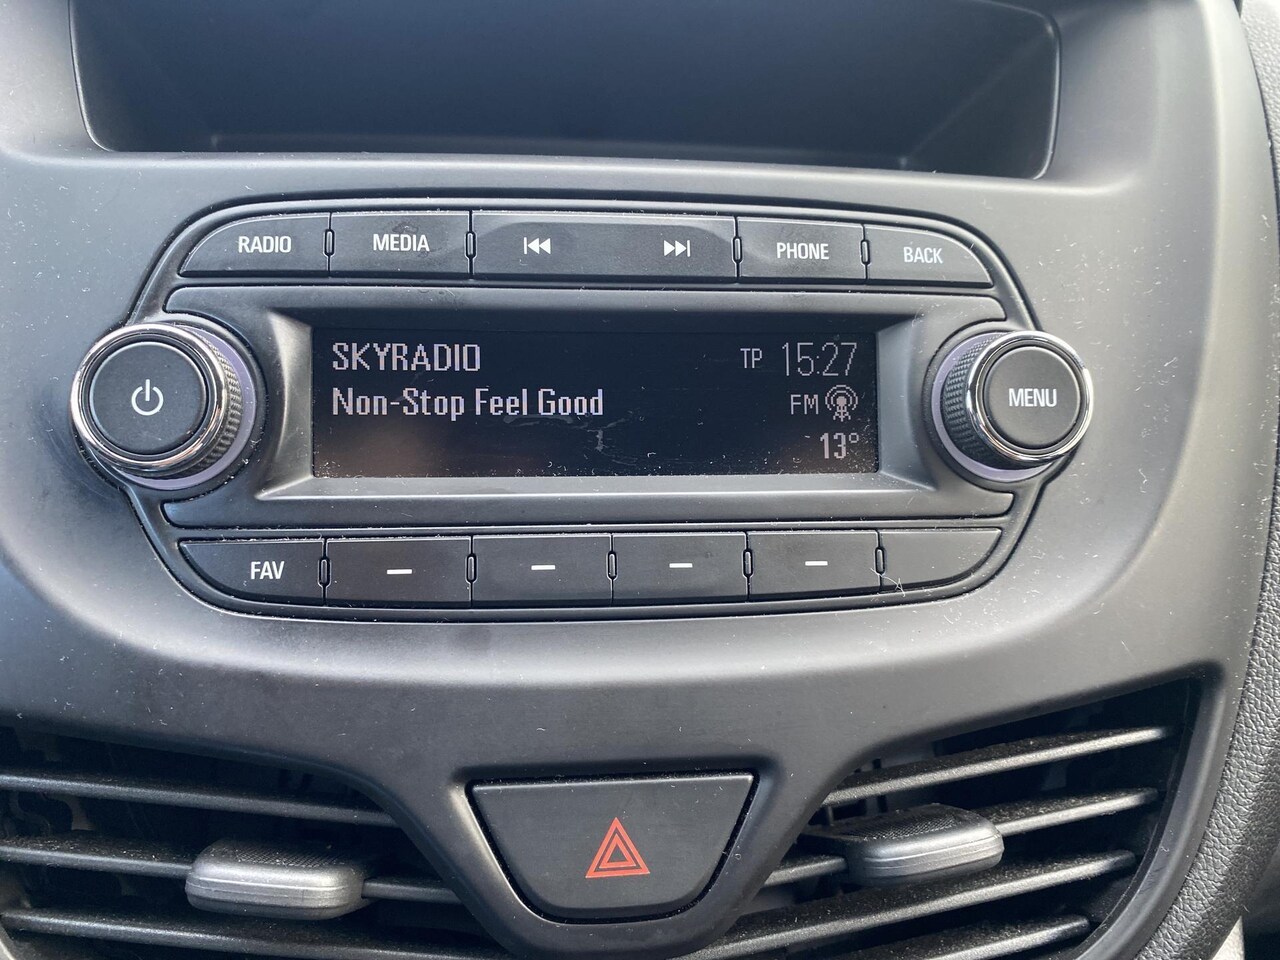 RADIO MEDIA PHONE BACK
SKYRADIO TP 15:27
Non-Stop Feel Good FM
13°
MENU
FAV